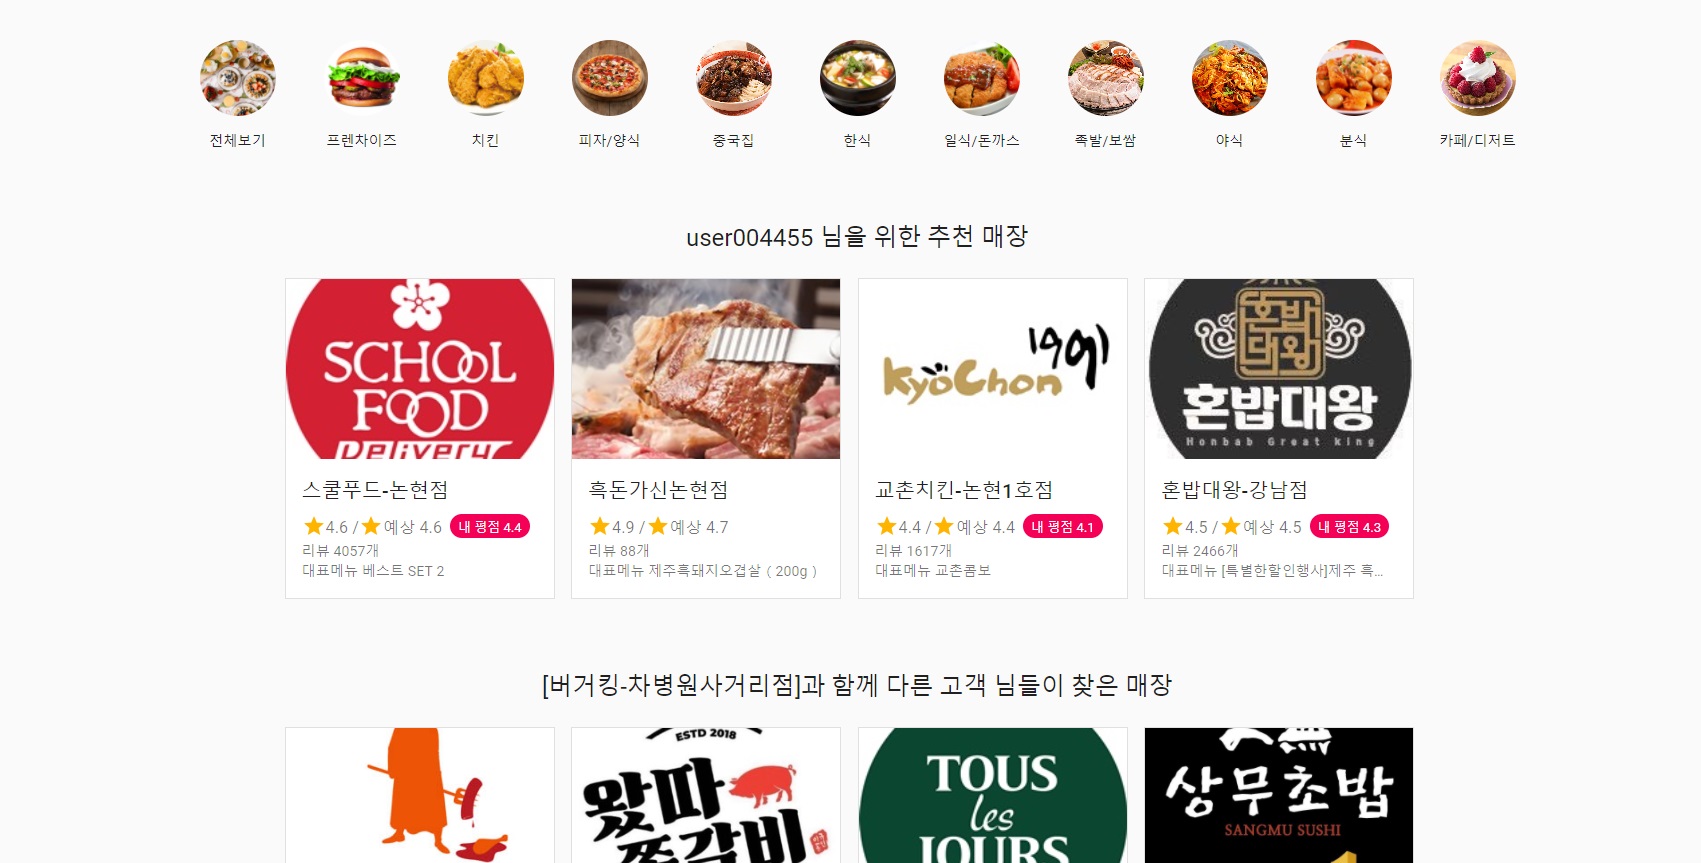 전체보기
프렌차이즈
치킨
피자/양식
중국집
한식
일식/돈까스
족발/보쌈
야식
분식
카페/디저트
user004455 님을 위한 추천 매장
SCHOOL
FOOD
Delivery
kyoChon 1991
혼밥
대왕
혼밥대왕
Honbab Great king
스쿨푸드-논현점
4.6 / 예상 4.6 내 평점 4.4
리뷰 4057개
대표메뉴 베스트 SET 2
흑돈가신논현점
4.9 / 예상 4.7
리뷰 88개
대표메뉴 제주흑돼지오겹살 ( 200g )
교촌치킨-논현1호점
4.4 / 예상 4.4 내 평점 4.1
리뷰 1617개
대표메뉴 교촌콤보
혼밥대왕-강남점
4.5 / 예상 4.5 내 평점 4.3
리뷰 2466개
대표메뉴 [특별한할인행사]제주 흑...
[버거킹-차병원사거리점]과 함께 다른 고객 님들이 찾은 매장
ESTD 2018
왔따
쪽갈비
TOUS
les
JOURS
상무초밥
SANGMU SUSHI